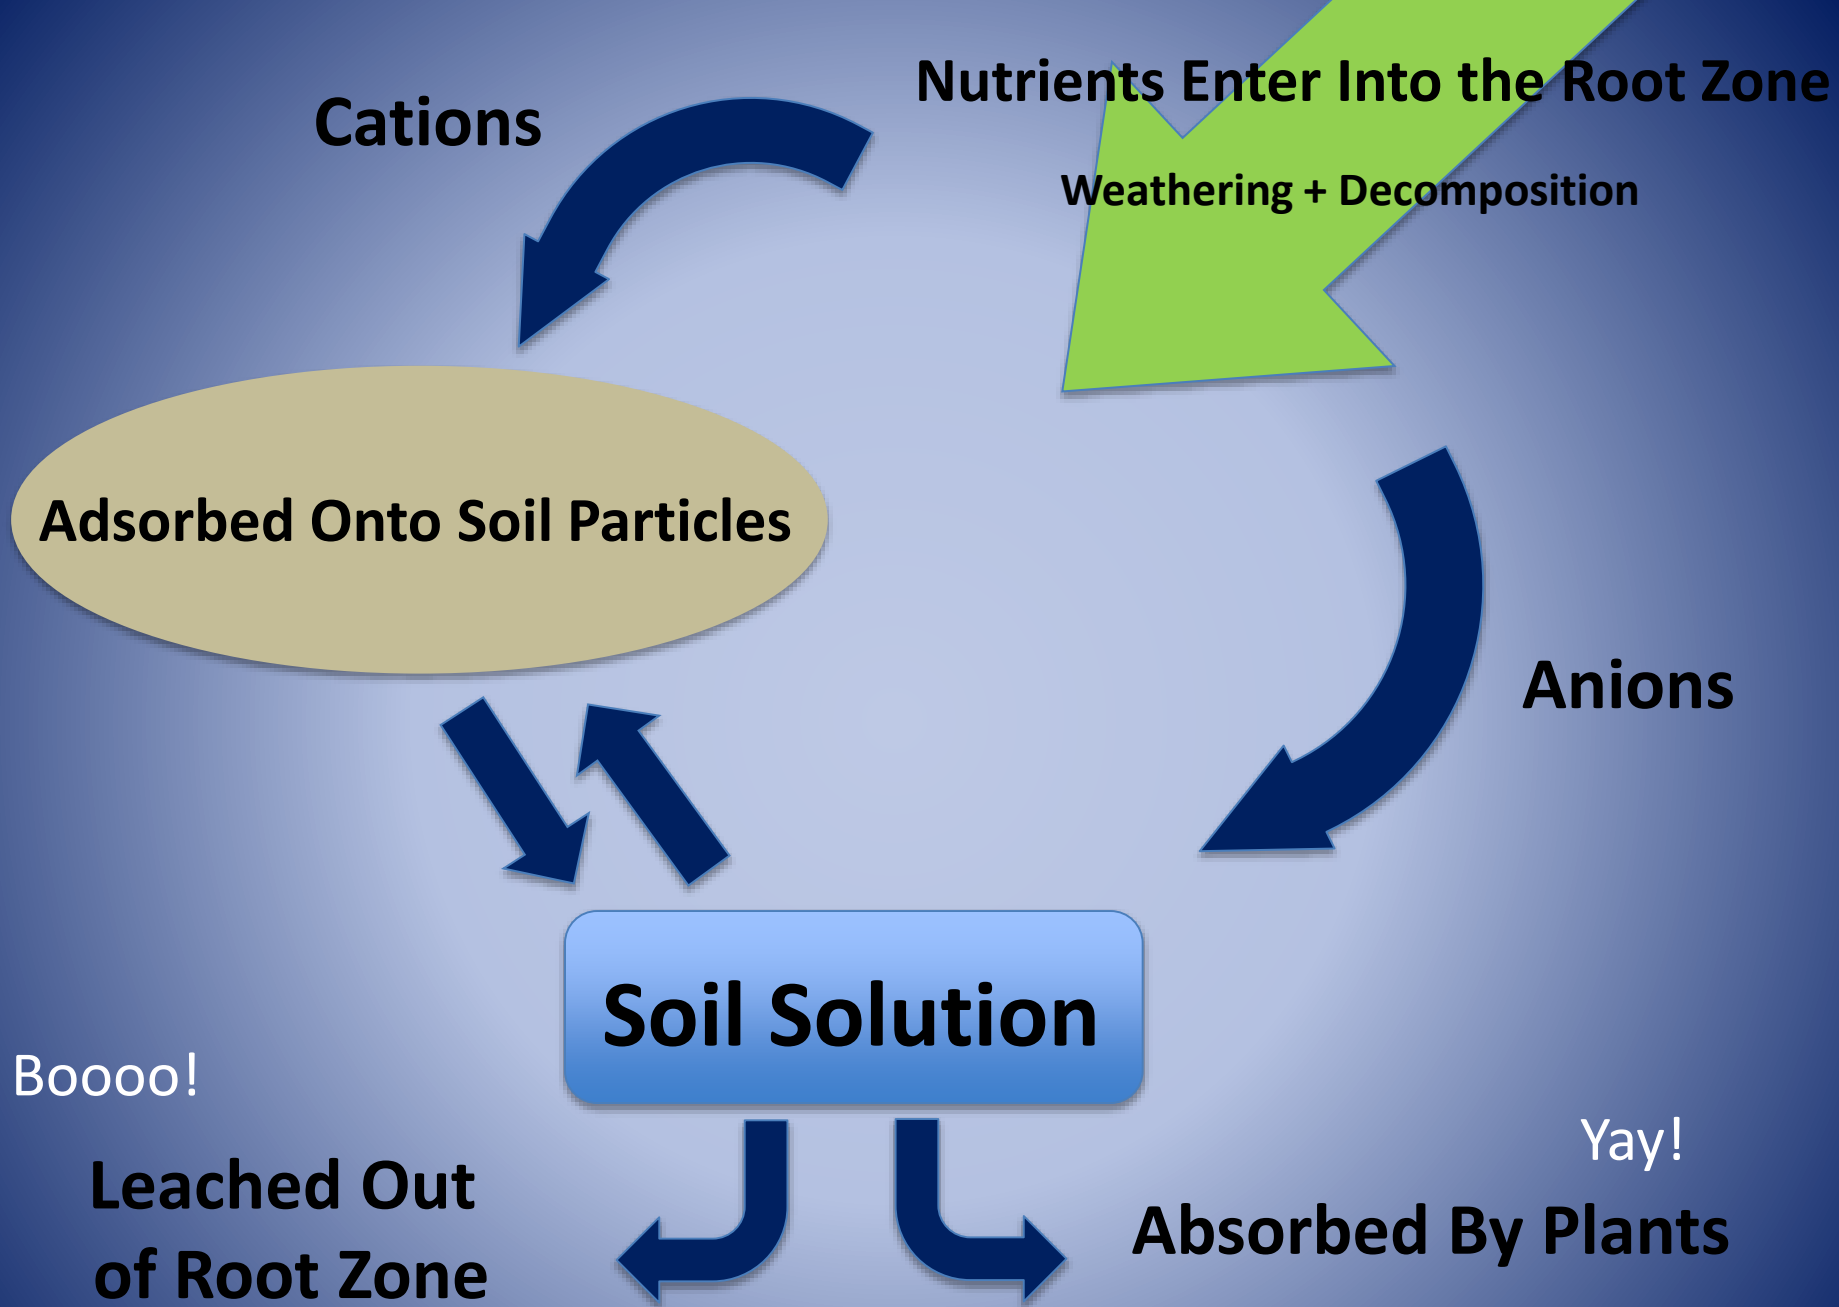 Nutrients Enter Into the Root Zone
Weathering + Decomposition
Cations
Adsorbed Onto Soil Particles
Anions
Soil Solution
Boooo!
Leached Out
of Root Zone
Yay!
Absorbed By Plants